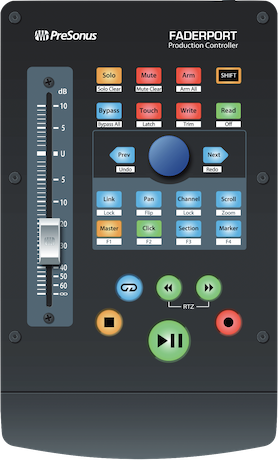 PreSonus
FADERPORT
Production Controller
Solo Mute Arm SHIFT
Solo Clear Mute Clear Arm All
Bypass Touch Write Read
Bypass All Latch Trim Off
Prev Next
Undo Redo
Link Pan Channel Scroll
Lock Flip Lock Zoom
Master Click Section Marker
F1 F2 F3 F4
RTZ
dB
10
5
U
5
10
20
30
40
50
60
∞